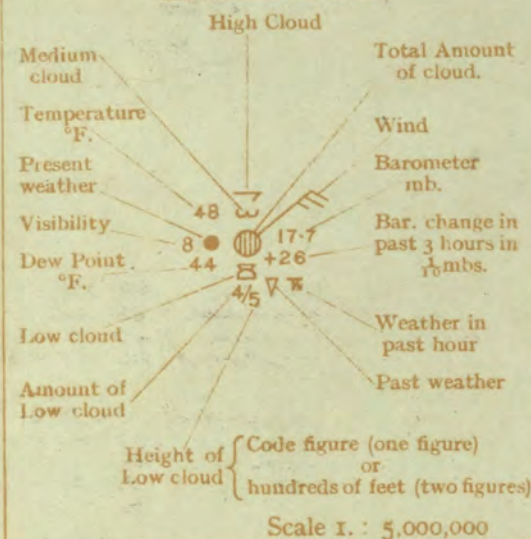 High Cloud
Medium
cloud
Total Amount
of cloud.
Temperature
°F.
Wind
Present
weather
Barometer
mb.
48
Visibility
8
17.7
Bar. change in
past 3 hours in
1/10 mbs.
Dew Point
°F.
44
+26
Low cloud
4/5
Weather in
past hour
Amount of
Low cloud
Past weather
Height of
Low cloud
Code figure (one figure)
or
hundreds of feet (two figures)
Scale 1. : 5,000,000